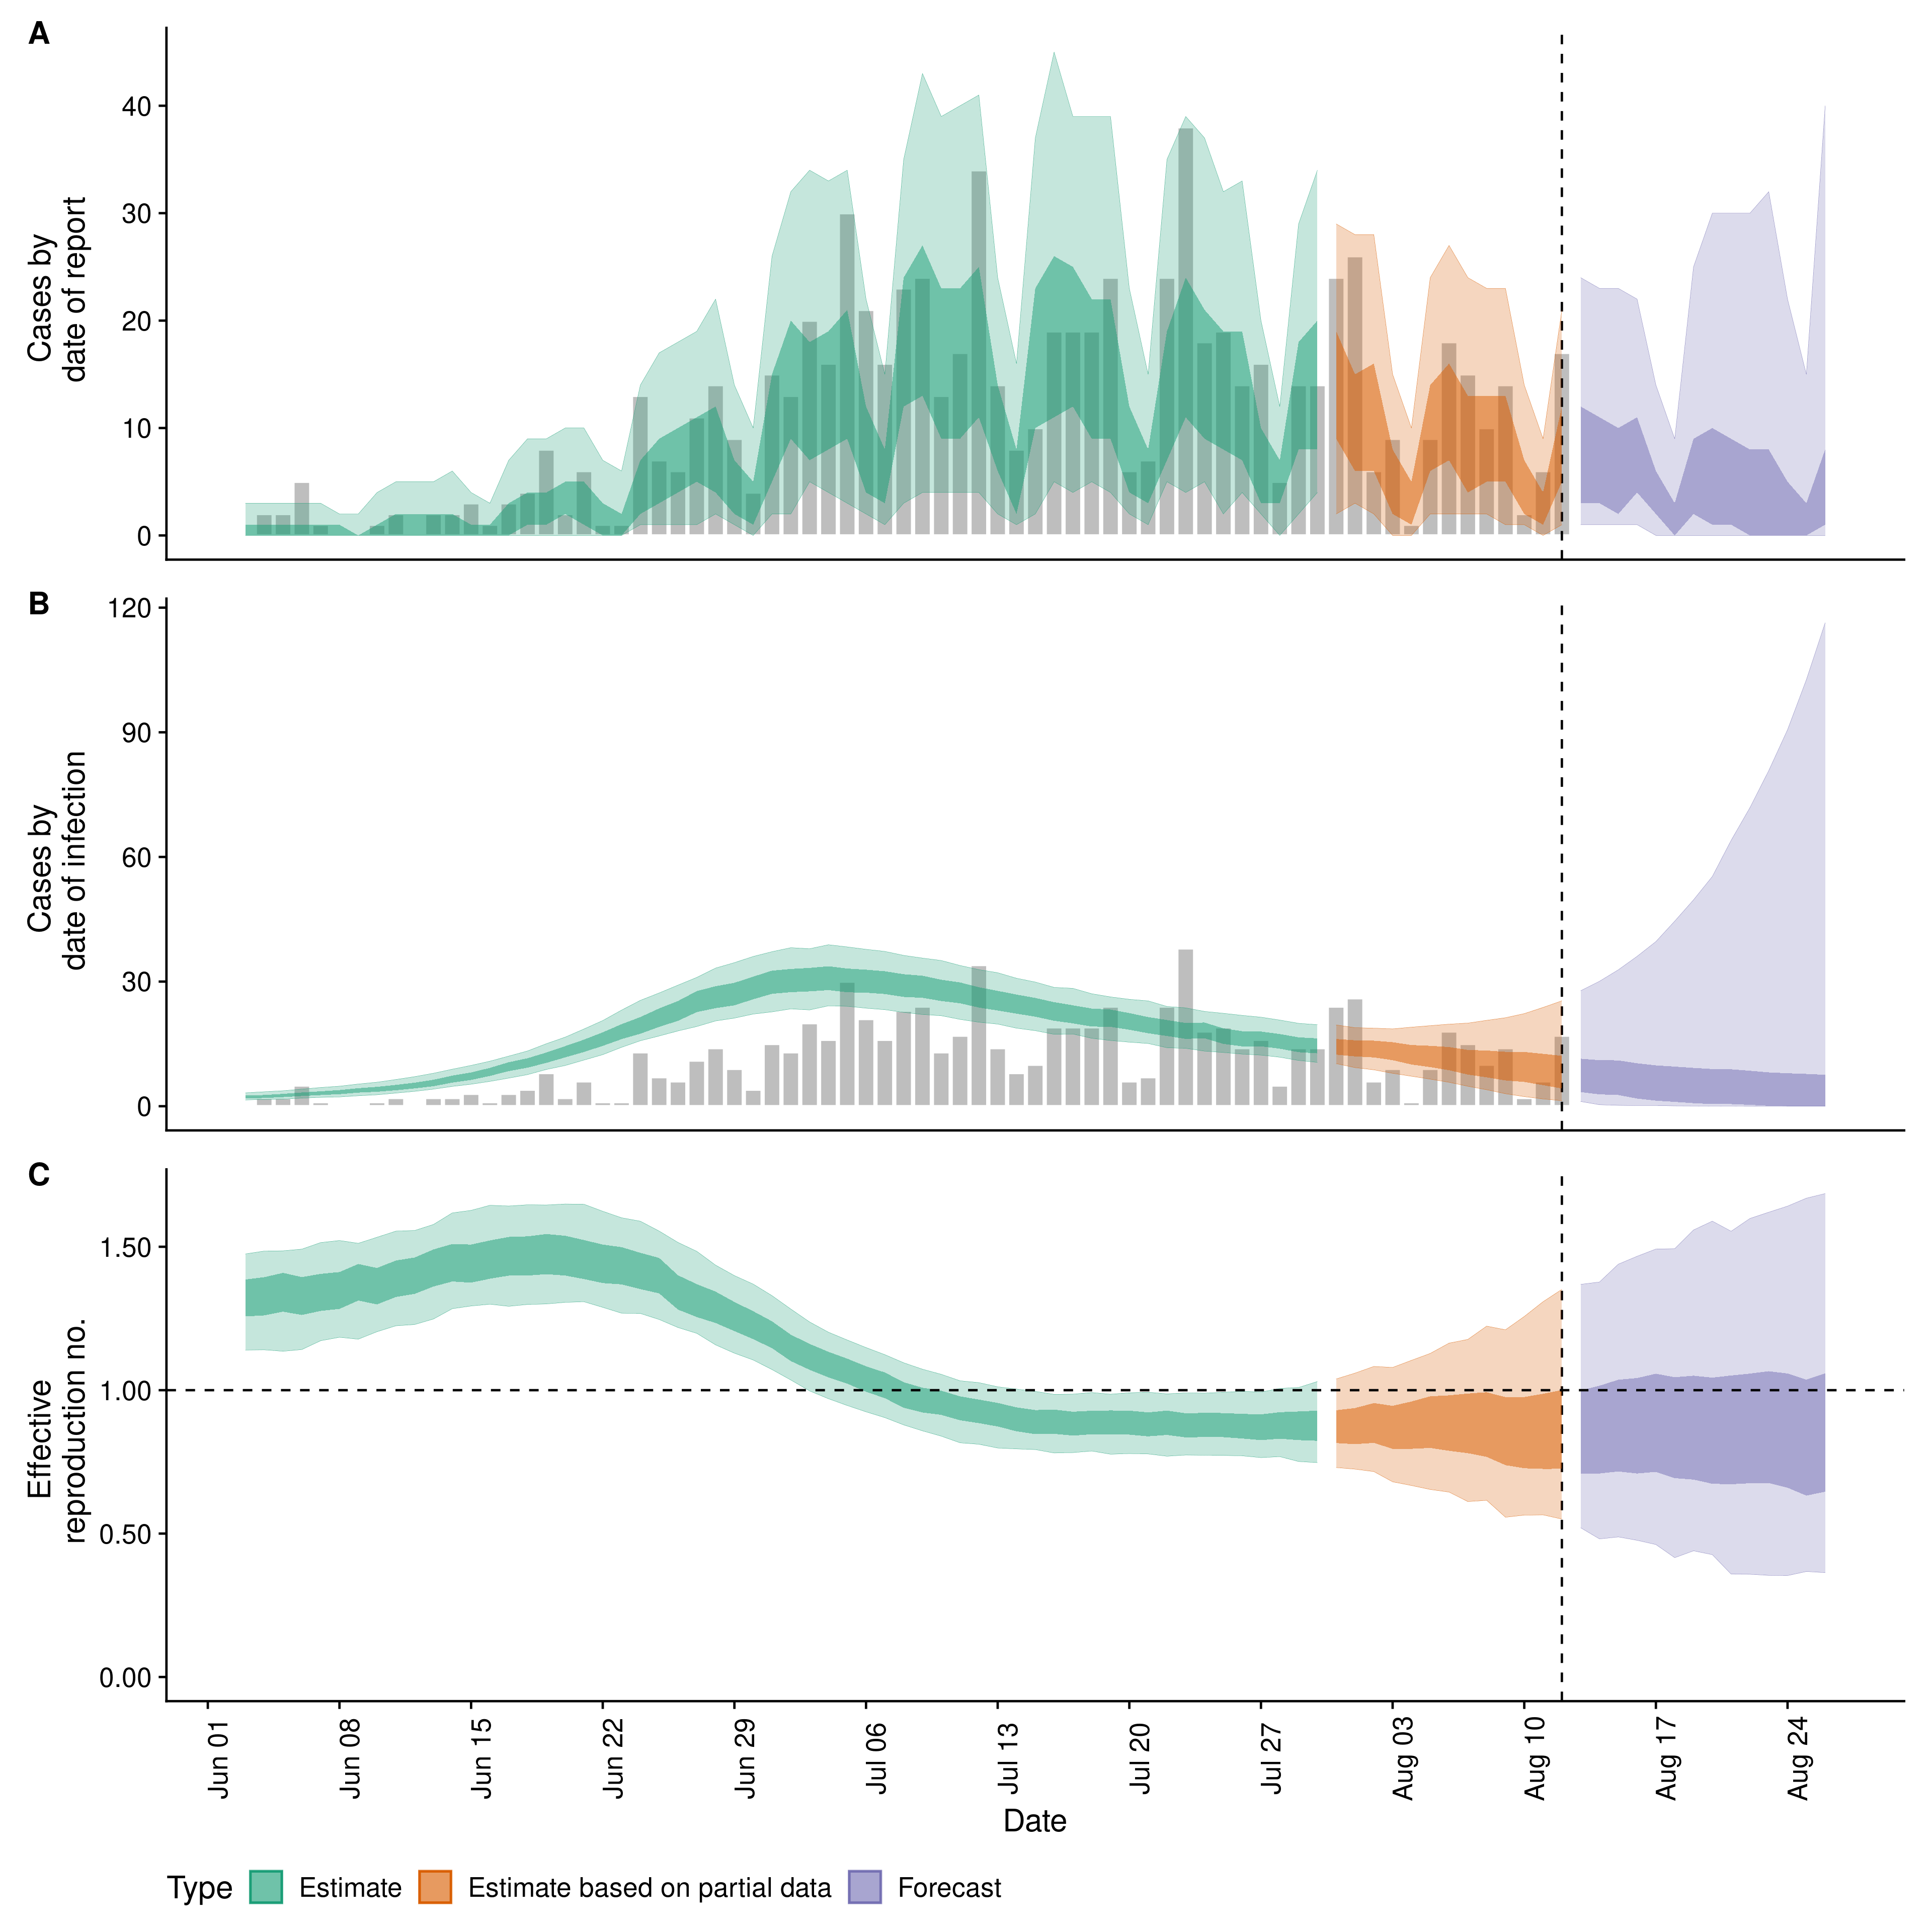 A
Cases by
date of report
40
30
20
10
0
B
Cases by
date of infection
120
90
60
30
0
C
Effective
reproduction no.
1.50
1.00
0.50
0.00
Jun 01
Jun 08
Jun 15
Jun 22
Jun 29
Jul 06
Jul 13
Jul 20
Jul 27
Aug 03
Aug 10
Aug 17
Aug 24
Date
Type Estimate Estimate based on partial data Forecast